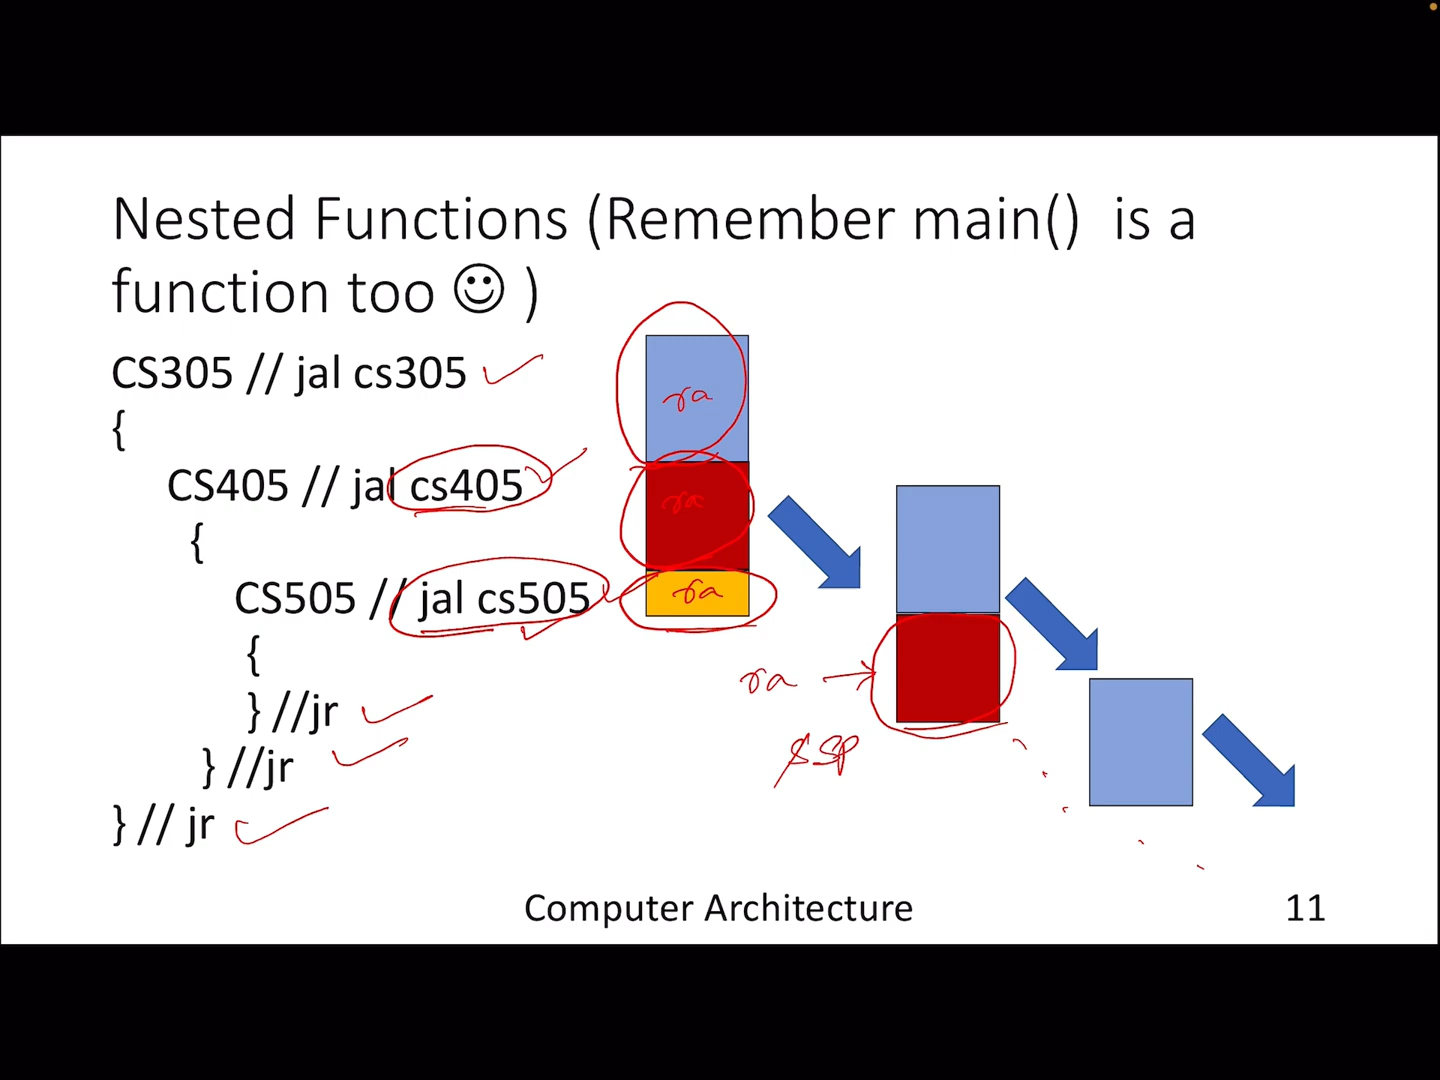 Nested Functions (Remember main() is a
function too ☺ )
CS305 // jal cs305
{
CS405 // jal cs405
{
CS505 // jal cs505
{
} //jr
} //jr
} // jr
ra
ra
ra
ra
$SP
Computer Architecture
11